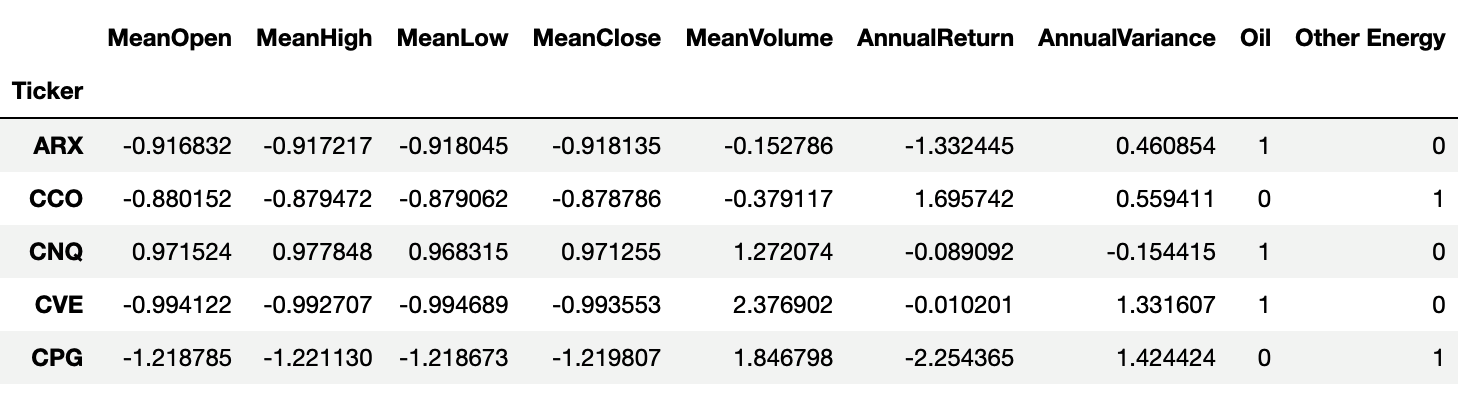 MeanOpen MeanHigh MeanLow MeanClose MeanVolume AnnualReturn AnnualVariance Oil Other Energy
Ticker
ARX -0.916832 -0.917217 -0.918045 -0.918135 -0.152786 -1.332445 0.460854 1 0
CCO -0.880152 -0.879472 -0.879062 -0.878786 -0.379117 1.695742 0.559411 0 1
CNQ 0.971524 0.977848 0.968315 0.971255 1.272074 -0.089092 -0.154415 1 0
CVE -0.994122 -0.992707 -0.994689 -0.993553 2.376902 -0.010201 1.331607 1 0
CPG -1.218785 -1.221130 -1.218673 -1.219807 1.846798 -2.254365 1.424424 0 1